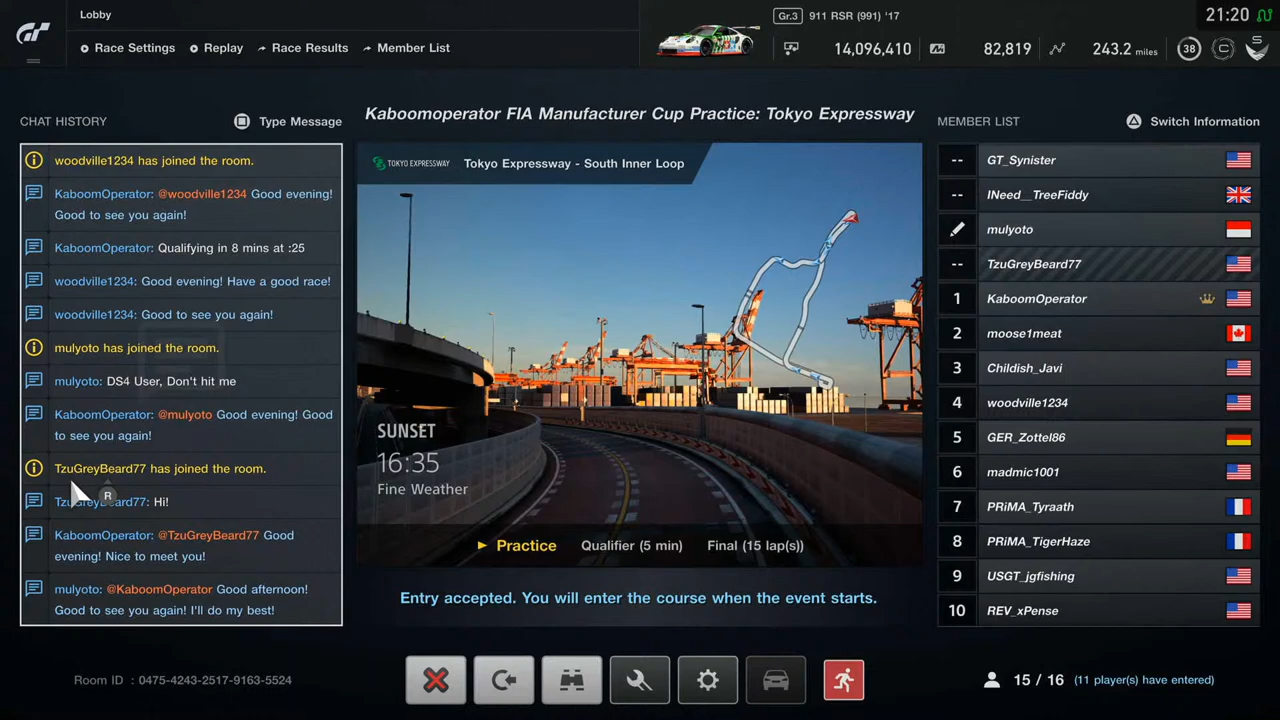 Lobby
Race Settings
Replay
Race Results
Member List
Gr.3
911 RSR (991) '17
14,096,410
82,819
243.2 miles
38
C
S
21:20
CHAT HISTORY
Type Message
woodville1234 has joined the room.
KaboomOperator: @woodville1234 Good evening!
Good to see you again!
KaboomOperator: Qualifying in 8 mins at :25
woodville1234: Good evening! Have a good race!
woodville1234: Good to see you again!
mulyoto has joined the room.
mulyoto: DS4 User, Don't hit me
KaboomOperator: @mulyoto Good evening! Good
to see you again!
TzuGreyBeard77 has joined the room.
TzuGreyBeard77: Hi!
R
KaboomOperator: @TzuGreyBeard77 Good
evening! Nice to meet you!
mulyoto: @KaboomOperator Good afternoon!
Good to see you again! I'll do my best!
Room ID : 0475-4243-2517-9163-5524
Kaboomoperator FIA Manufacturer Cup Practice: Tokyo Expressway
TOKYO EXPRESSWAY
Tokyo Expressway - South Inner Loop
SUNSET
16:35
Fine Weather
Practice
Qualifier (5 min)
Final (15 lap(s))
Entry accepted. You will enter the course when the event starts.
MEMBER LIST
Switch Information
-- GT_Synister
-- INeed__TreeFiddy
mulyoto
-- TzuGreyBeard77
1 KaboomOperator
2 moose1meat
3 Childish_Javi
4 woodville1234
5 GER_Zottel86
6 madmic1001
7 PRiMA_Tyraath
8 PRiMA_TigerHaze
9 USGT_jgfishing
10 REV_xPense
15 / 16
(11 player(s) have entered)